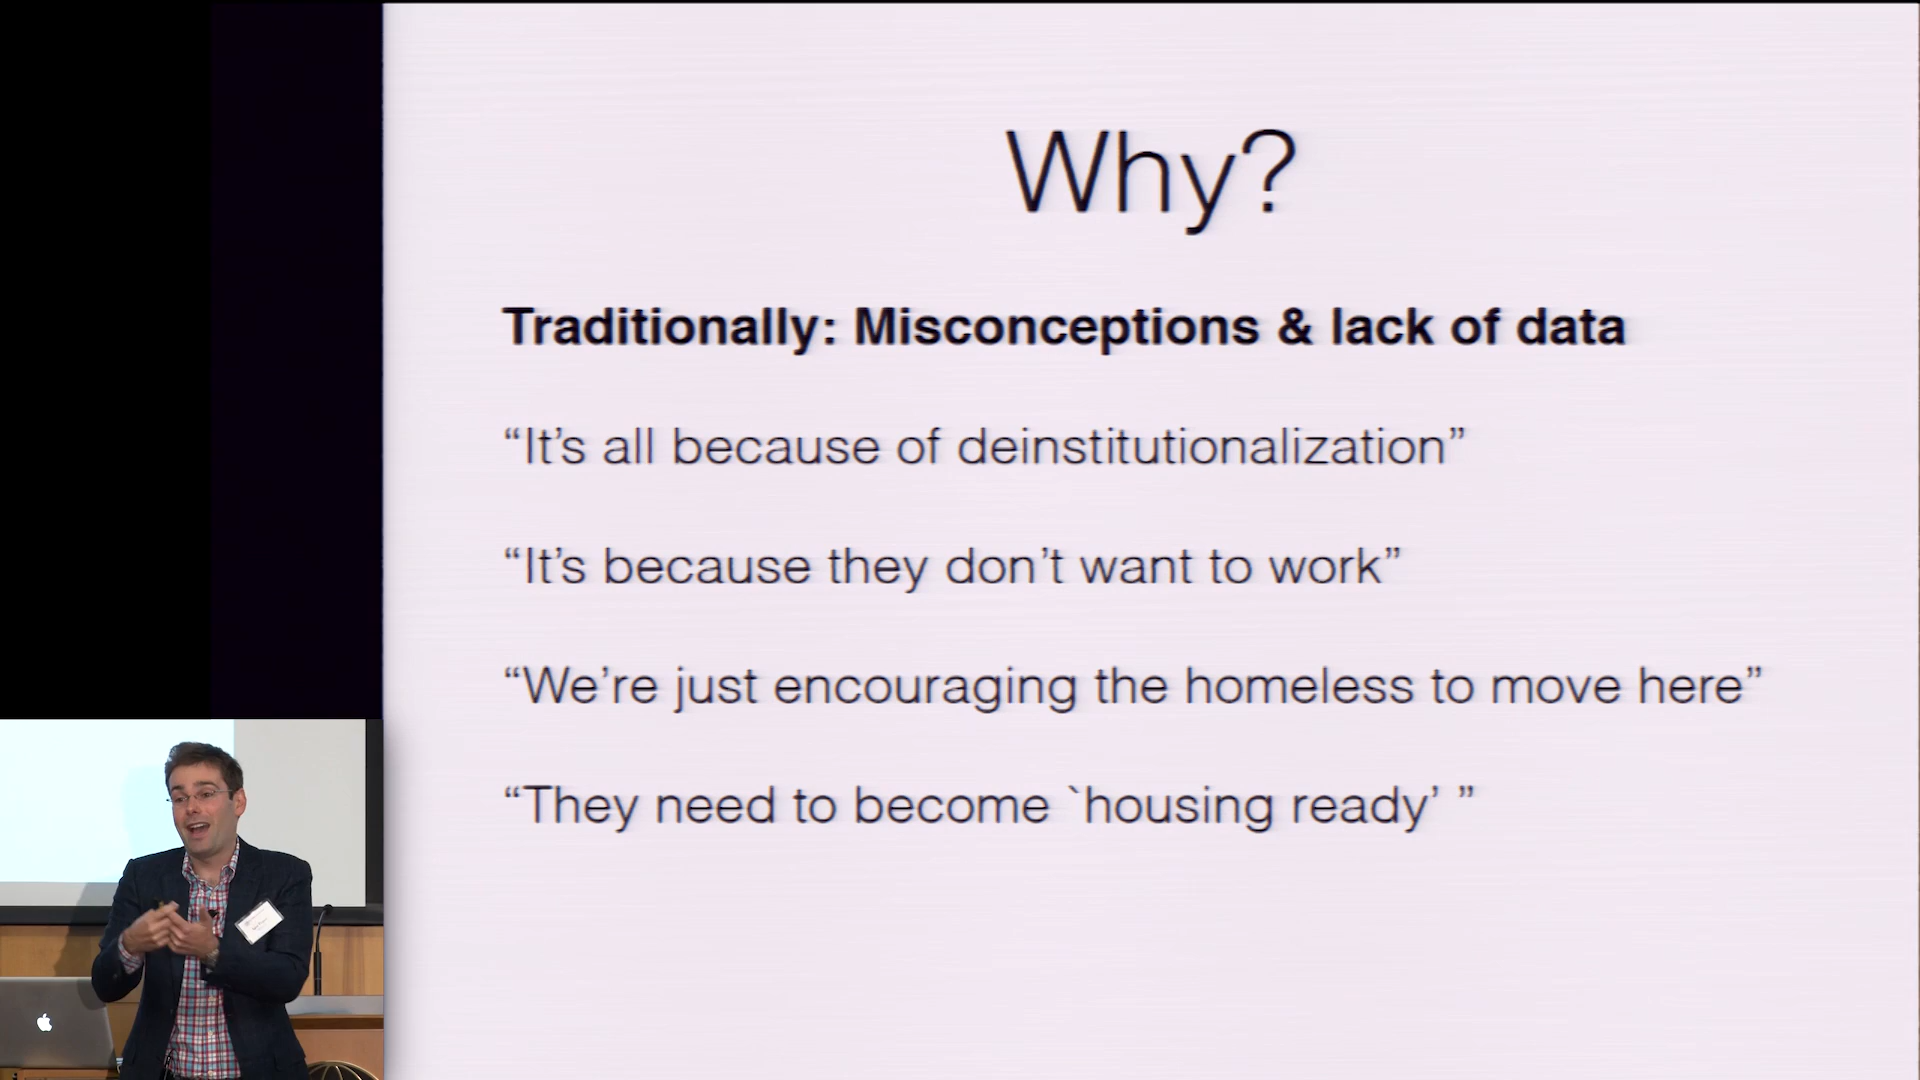 Why?
Traditionally: Misconceptions & lack of data
“It’s all because of deinstitutionalization”
“It’s because they don’t want to work”
“We’re just encouraging the homeless to move here”
“They need to become `housing ready’ ”